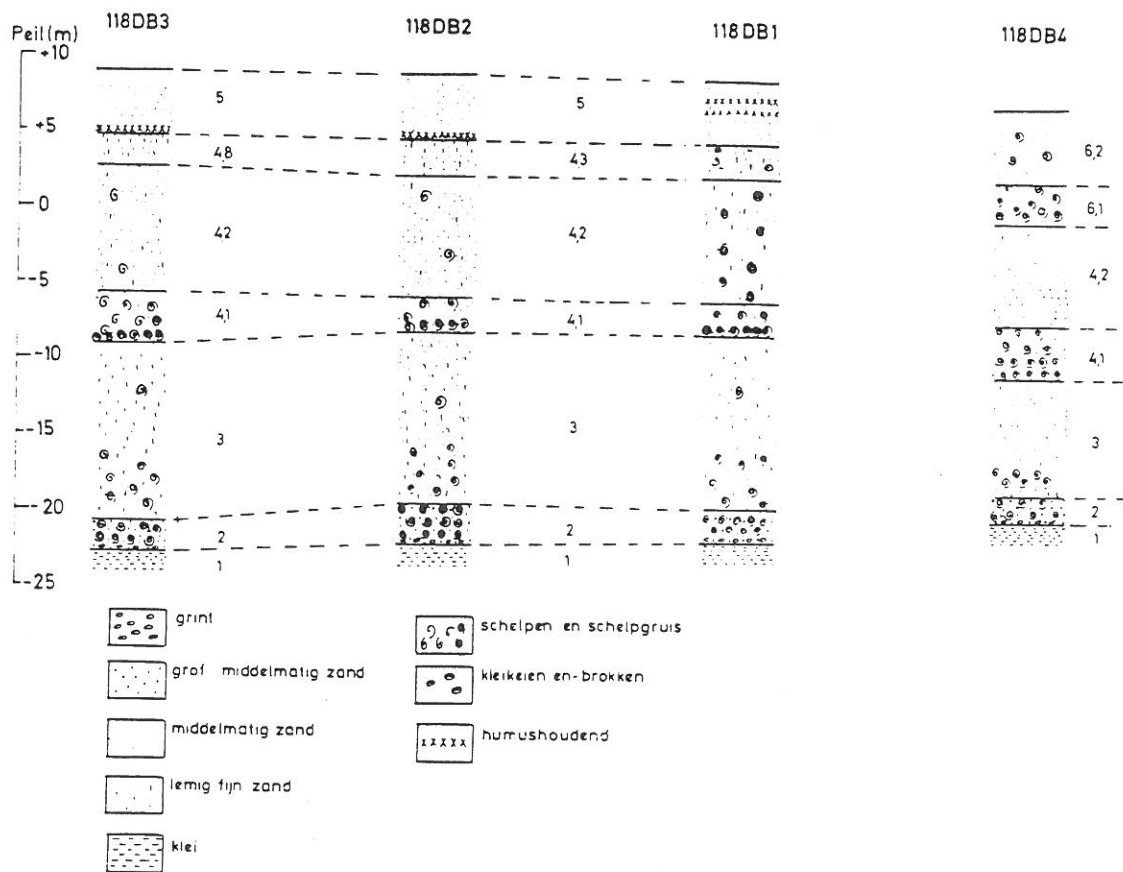 118DB3 118DB2 118DB1 118DB4
Peil (m)
+10
5 5
+5
4,8 4,3 6,2
0 6,1
4,2 4,2 4,2
-5
4,1 4,1 4,1
-10
3 3 3
-15
-20
2 2 2
1 1 1
-25
grint
schelpen en schelpgruis
grof middelmatig zand
kleikeien en-brokken
middelmatig zand
humushoudend
lemig fijn zand
klei